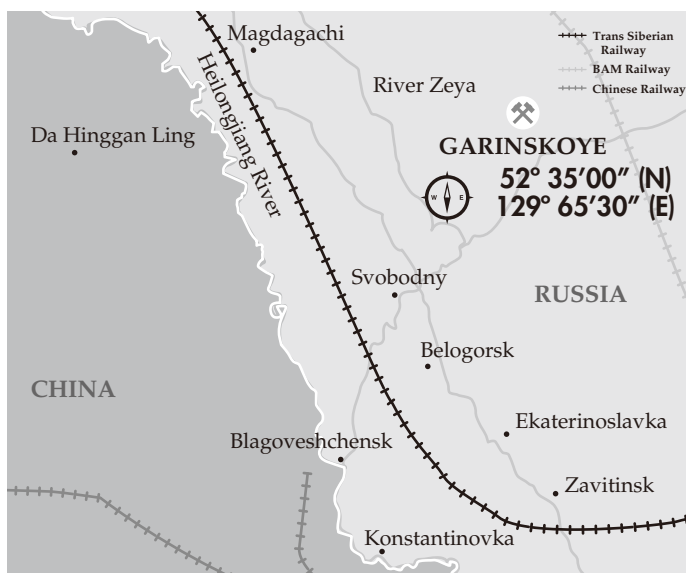 Magdagachi
Trans Siberian
Railway
BAM Railway
Chinese Railway
River Zeya
Heilongjiang River
Da Hinggan Ling
GARINSKOYE
W E
52° 35’00” (N)
129° 65’30” (E)
Svobodny
RUSSIA
Belogorsk
CHINA
Ekaterinoslavka
Blagoveshchensk
Zavitinsk
Konstantinovka